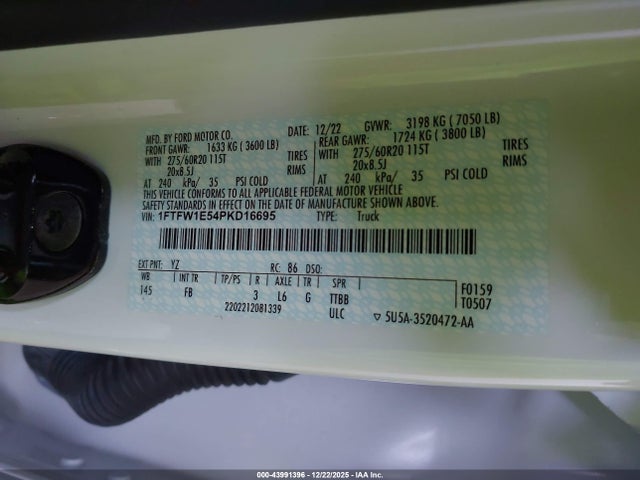 MFD. BY FORD MOTOR CO.
DATE: 12/22 GVWR: 3198 KG ( 7050 LB)
FRONT GAWR: 1633 KG ( 3600 LB)
REAR GAWR: 1724 KG ( 3800 LB)
WITH 275/60R20 115T TIRES
WITH 275/60R20 115T TIRES
20x8.5J RIMS
20x8.5J RIMS
AT 240 kPa/ 35 PSI COLD
AT 240 kPa/ 35 PSI COLD
THIS VEHICLE CONFORMS TO ALL APPLICABLE FEDERAL MOTOR VEHICLE
SAFETY STANDARDS IN EFFECT ON THE DATE OF MANUFACTURE SHOWN ABOVE.
VIN: 1FTFW1E54PKD16695 TYPE: Truck
EXT PNT: YZ RC: 86 DSO:
WB INT TR TP/PS R AXLE TR SPR
145 FB 3 L6 G TTBB
F0159
T0507
2202212081339 ULC ▽ 5U5A-3520472-AA
000-43991396 • 12/22/2025 • IAA Inc.